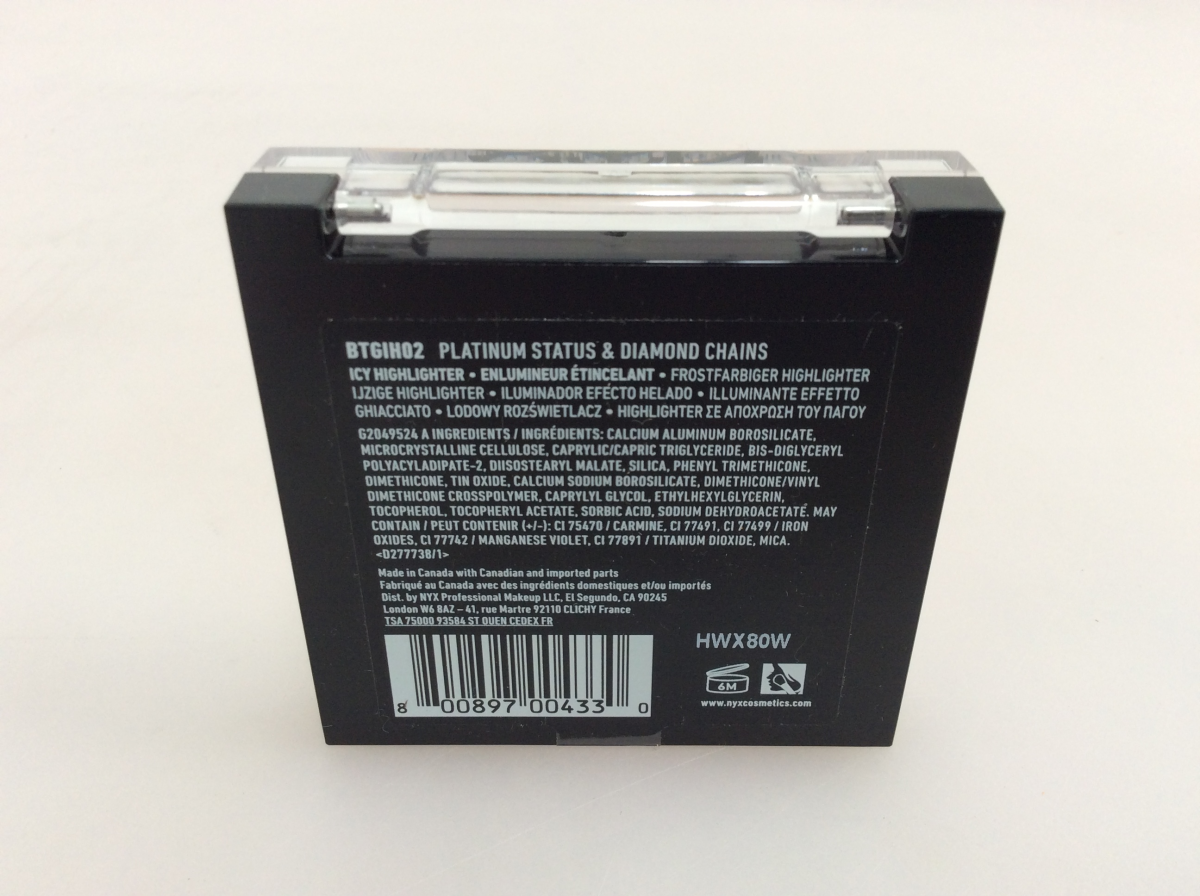 BTGIH02 PLATINUM STATUS & DIAMOND CHAINS
ICY HIGHLIGHTER • ENLUMINEUR ÉTINCELANT • FROSTFARBIGER HIGHLIGHTER
IJZIGE HIGHLIGHTER • ILUMINADOR EFECTO HELADO • ILLUMINANTE EFFETTO
GHIACCIATO • LODOWY ROZŚWIETLACZ • HIGHLIGHTER ΣΕ ΑΠΟΧΡΩΣΗ ΤΟΥ ΠΑΓΟΥ
G2049524 A INGREDIENTS / INGRÉDIENTS: CALCIUM ALUMINUM BOROSILICATE,
MICROCRYSTALLINE CELLULOSE, CAPRYLIC/CAPRIC TRIGLYCERIDE, BIS-DIGLYCERYL
POLYACYLADIPATE-2, DIISOSTEARYL MALATE, SILICA, PHENYL TRIMETHICONE,
DIMETHICONE, TIN OXIDE, CALCIUM SODIUM BOROSILICATE, DIMETHICONE/VINYL
DIMETHICONE CROSSPOLYMER, CAPRYLYL GLYCOL, ETHYLHEXYLGLYCERIN,
TOCOPHEROL, TOCOPHERYL ACETATE, SORBIC ACID, SODIUM DEHYDROACETATE. MAY
CONTAIN / PEUT CONTENIR (+/-): CI 75470 / CARMINE, CI 77491, CI 77499 / IRON
OXIDES, CI 77742 / MANGANESE VIOLET, CI 77891 / TITANIUM DIOXIDE, MICA.
<D277738/1>
Made in Canada with Canadian and imported parts
Fabriqué au Canada avec des ingrédients domestiques et/ou importés
Dist. by NYX Professional Makeup LLC, El Segundo, CA 90245
London W6 8AZ – 41, rue Martre 92110 CLICHY France
TSA 75000 93584 ST OUEN CEDEX FR
HWX80W
6M
www.nyxcosmetics.com
8 00897 00433 0